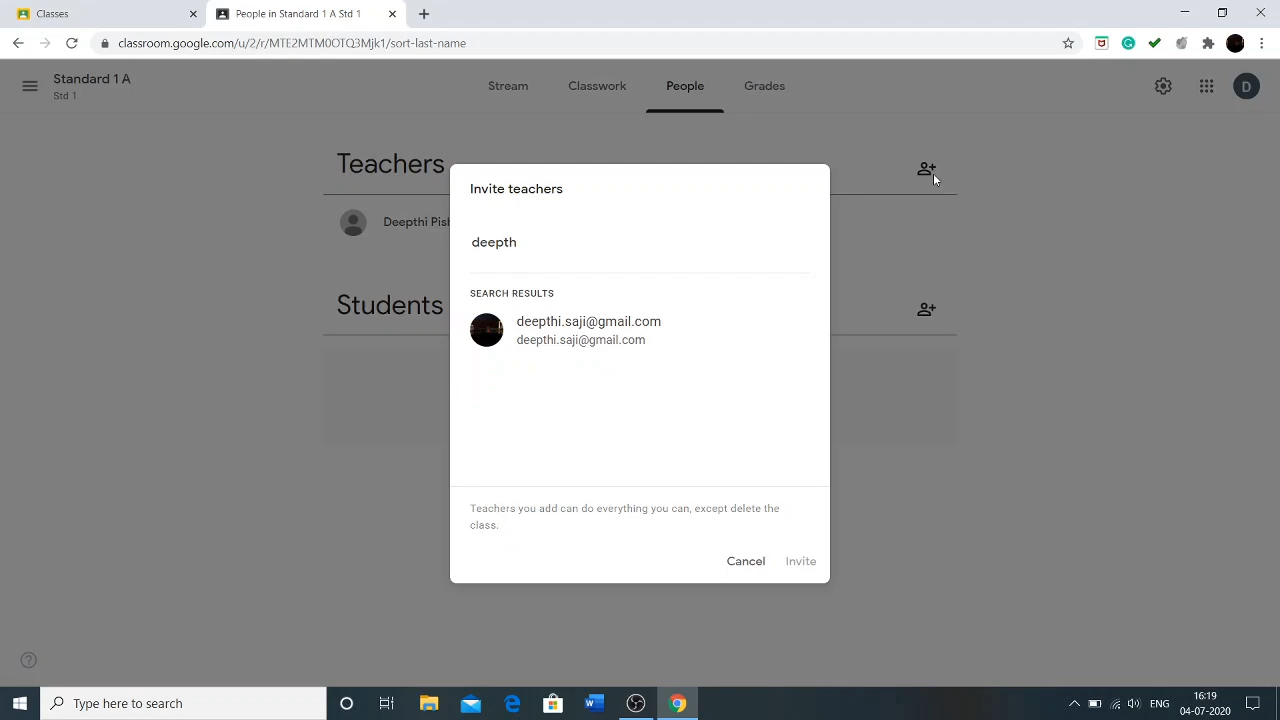 Classes
People in Standard 1 A Std 1
classroom.google.com/u/2/r/MTE2MTM0OTQ3Mjk1/sort-last-name
Standard 1 A
Std 1
Stream
Classwork
People
Grades
D
Teachers
Invite teachers
Deepthi Pish
deepth
SEARCH RESULTS
Students
deepthi.saji@gmail.com
deepthi.saji@gmail.com
Teachers you add can do everything you can, except delete the
class.
Cancel
Invite
Type here to search
ENG
16:19
04-07-2020